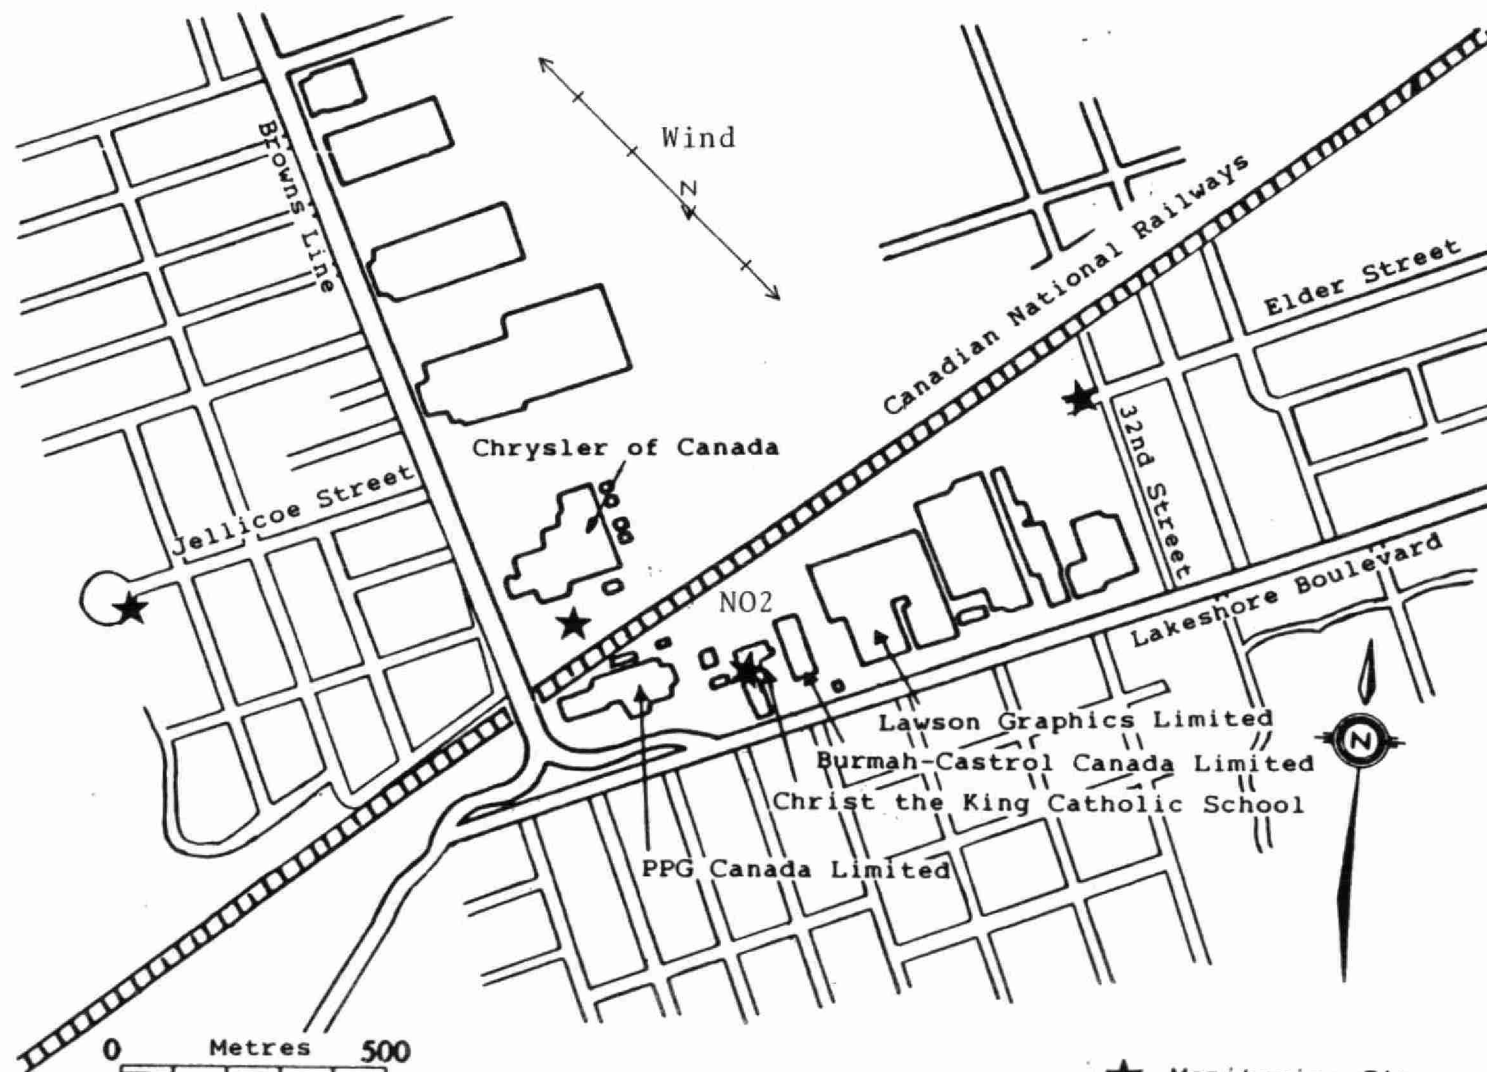 Browns Line
Wind
N
Canadian National Railways
Elder Street
32nd Street
Chrysler of Canada
Jellicoe Street
NO2
Lakeshore Boulevard
Lawson Graphics Limited
N
Burmah-Castrol Canada Limited
Christ the King Catholic School
PPG Canada Limited
0 Metres 500